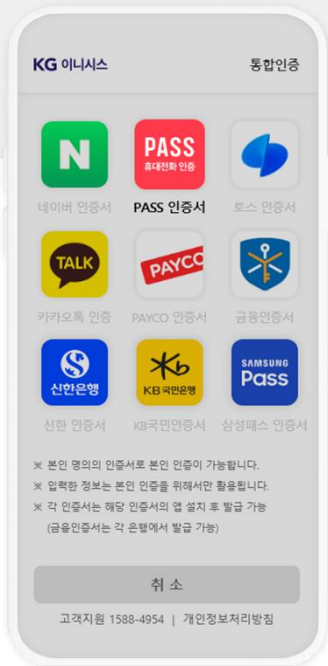 KG 이니시스 통합인증
N PASS
휴대전화 인증
네이버 인증서 PASS 인증서 토스 인증서
TALK PAYCO
카카오톡 인증 PAYCO 인증서 금융인증서
신한은행 KB국민은행 SAMSUNG
Pass
신한 인증서 KB국민인증서 삼성패스 인증서
※ 본인 명의의 인증서로 본인 인증이 가능합니다.
※ 입력한 정보는 본인 인증을 위해서만 활용됩니다.
※ 각 인증서는 해당 인증서의 앱 설치 후 발급 가능
(금융인증서는 각 은행에서 발급 가능)
취 소
고객지원 1588-4954 | 개인정보처리방침